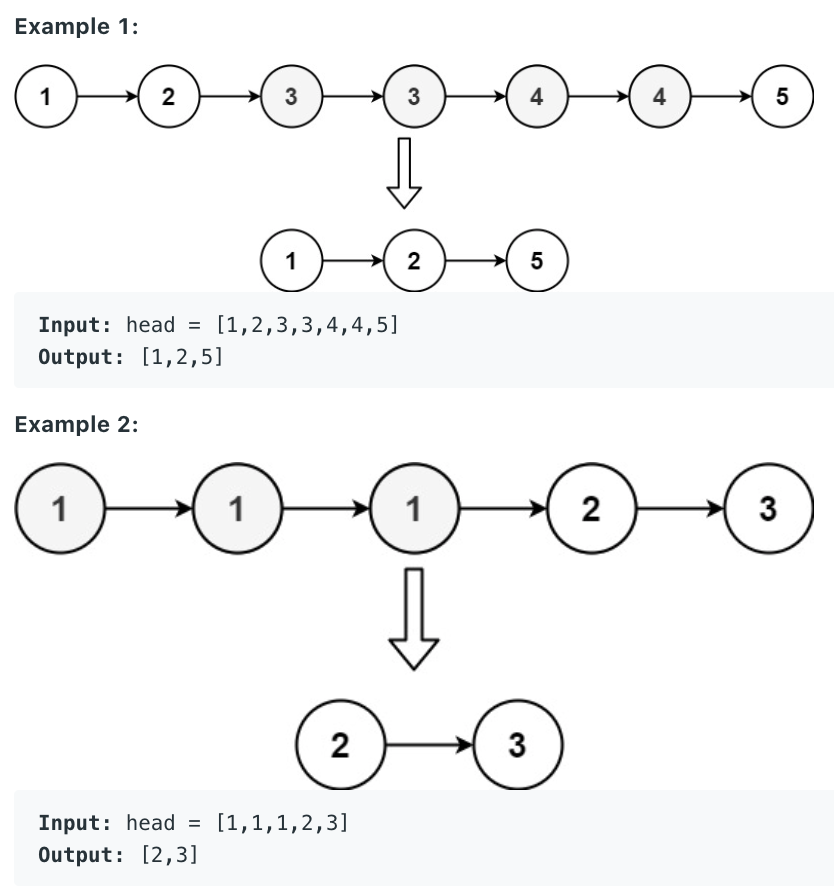 Example 1:
1 2 3 3 4 4 5
1 2 5
Input: head = [1,2,3,3,4,4,5]
Output: [1,2,5]
Example 2:
1 1 1 2 3
2 3
Input: head = [1,1,1,2,3]
Output: [2,3]